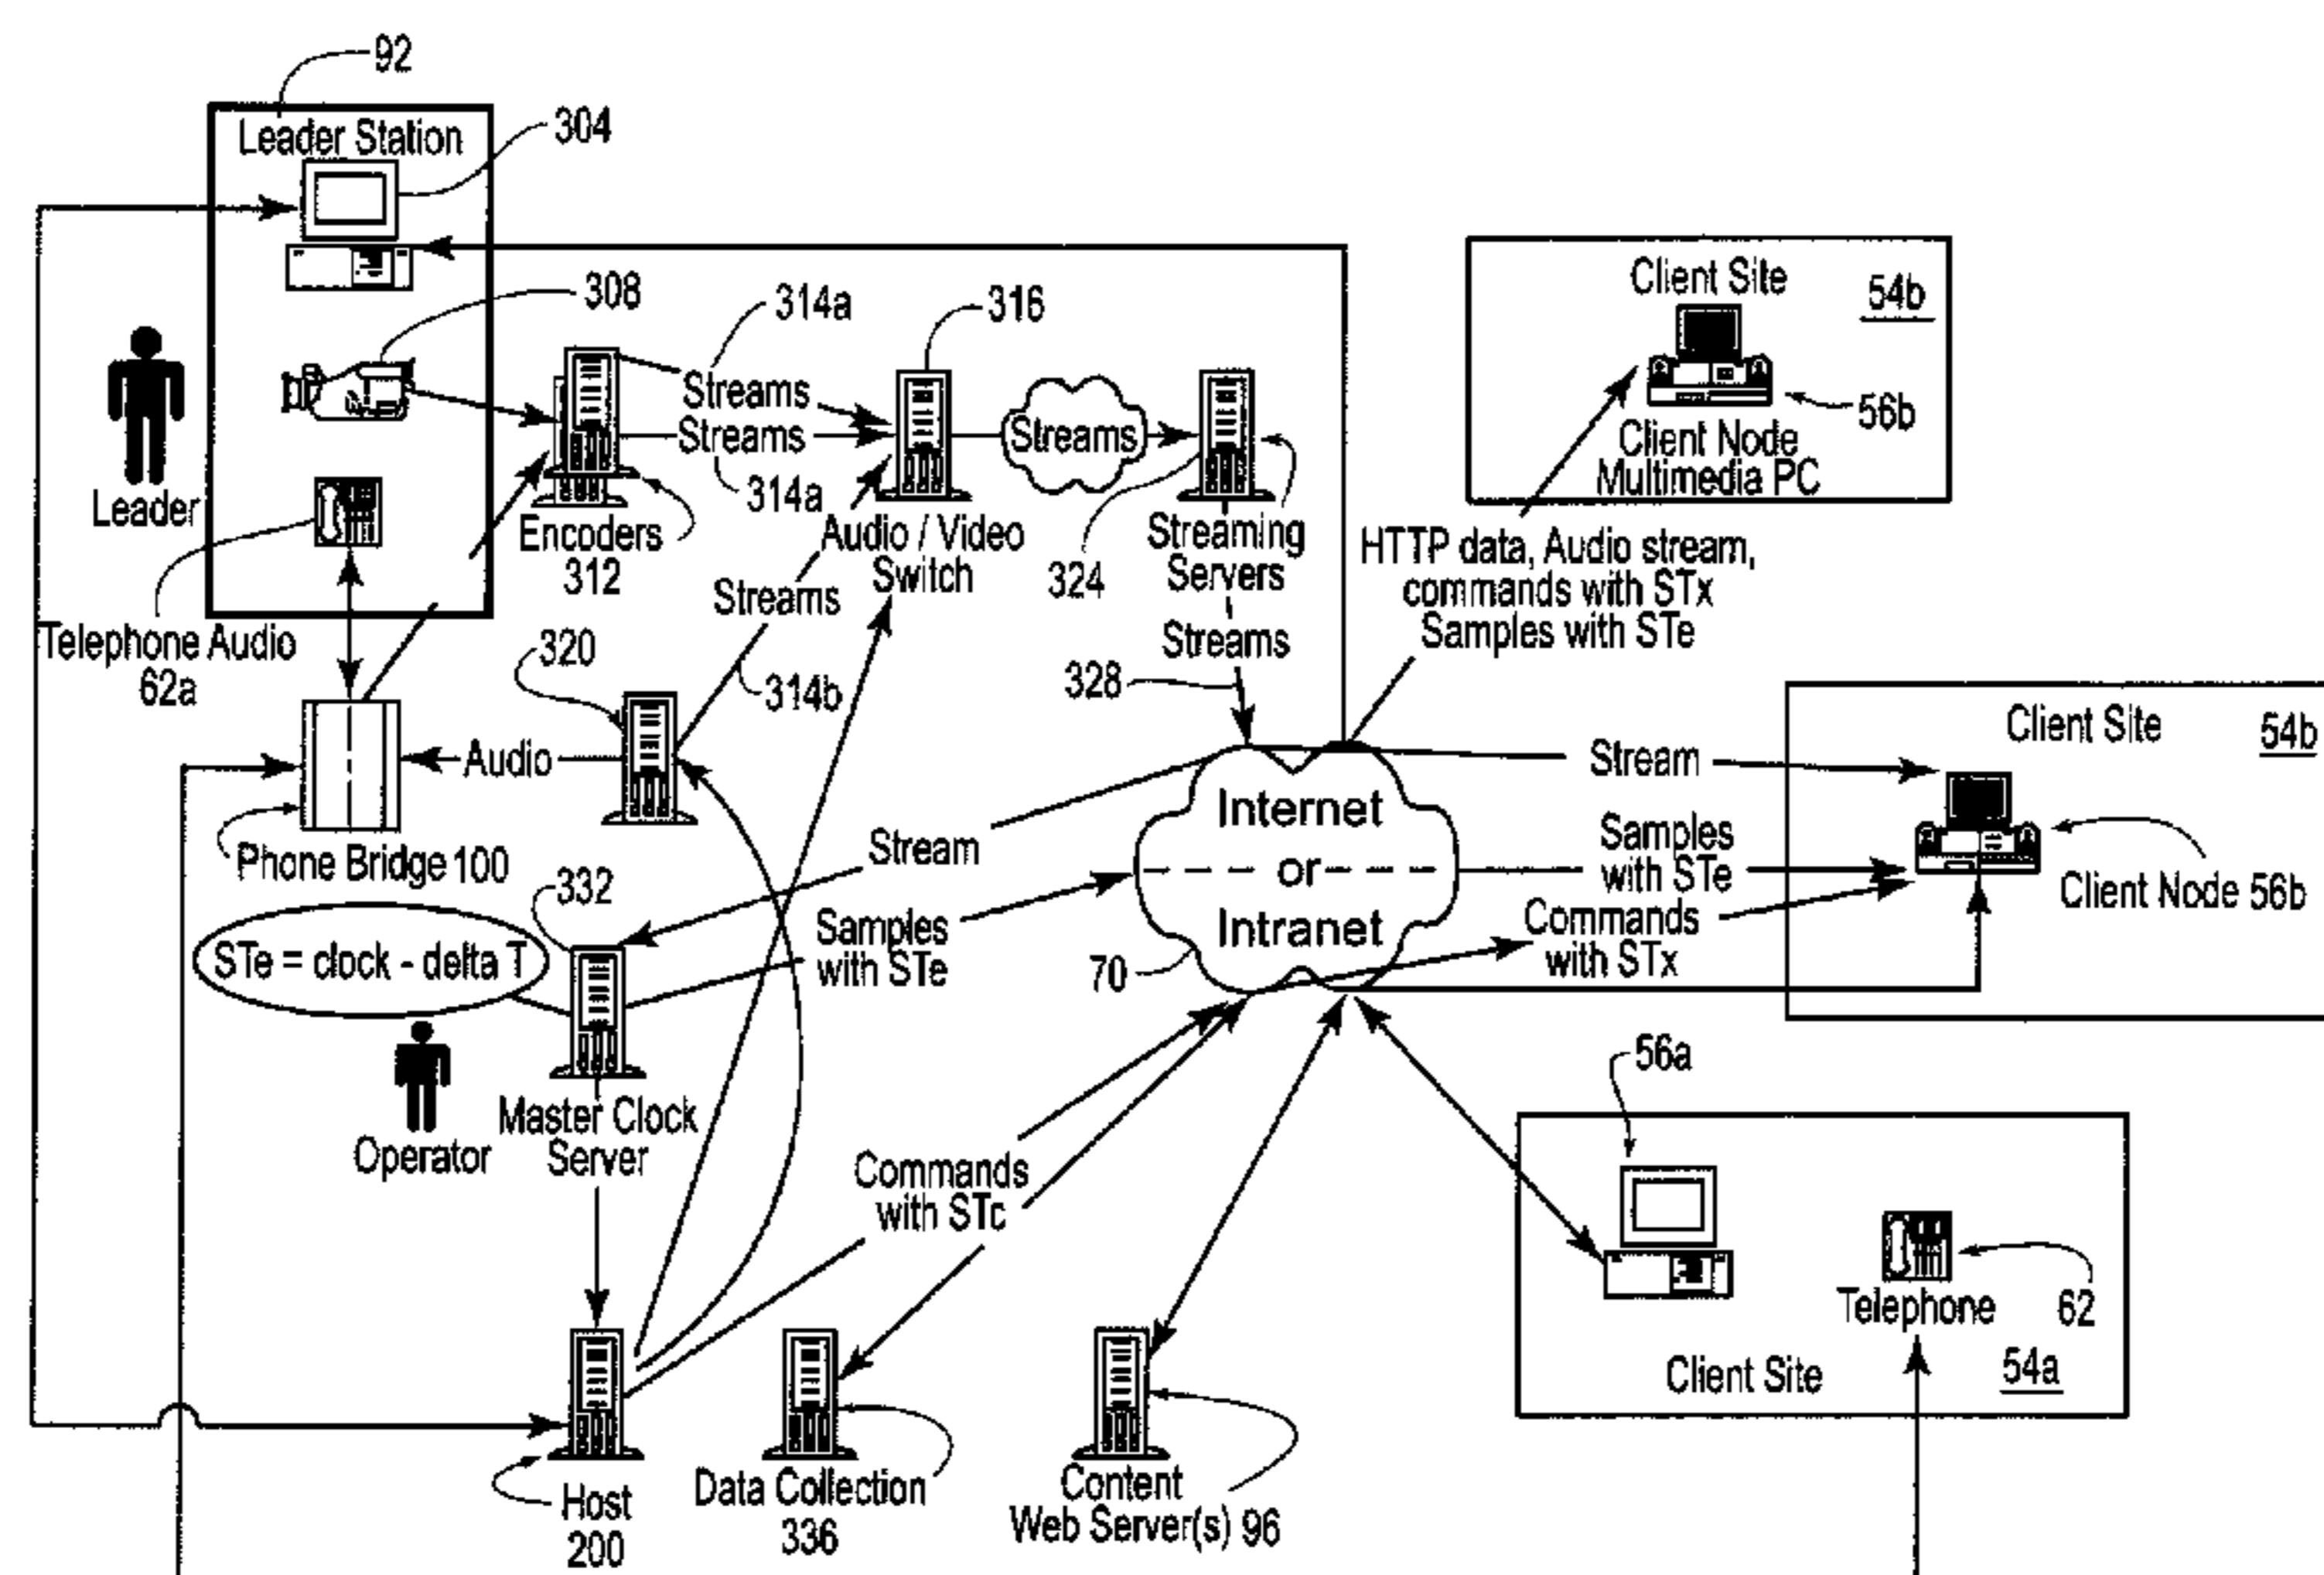 92
Leader Station
304
308
314a
316
Client Site
54b
Streams
Streams
Streams
56b
Client Node
Multimedia PC
Leader
314a
Encoders
312
Audio / Video
Switch
324
Streaming
Servers
HTTP data, Audio stream,
commands with STx
Samples with STe
Streams
Telephone Audio
62a
320
314b
Streams
328
Client Site
54b
Audio
Stream
Internet
or
Intranet
70
Phone Bridge 100
Stream
Samples
with STe
Client Node 56b
332
STe = clock - delta T
Samples
with STe
Commands
with STx
56a
Operator
Master Clock
Server
Commands
with STc
Telephone
62
Client Site
54a
Host
200
Data Collection
336
Content
Web Server(s) 96